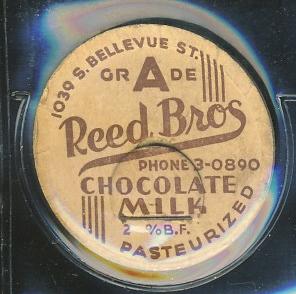 1039 S. BELLEVUE ST.
GRADE
A
Reed Bros
PHONE 3-0890
CHOCOLATE
MILK
2 % B.F.
PASTEURIZED